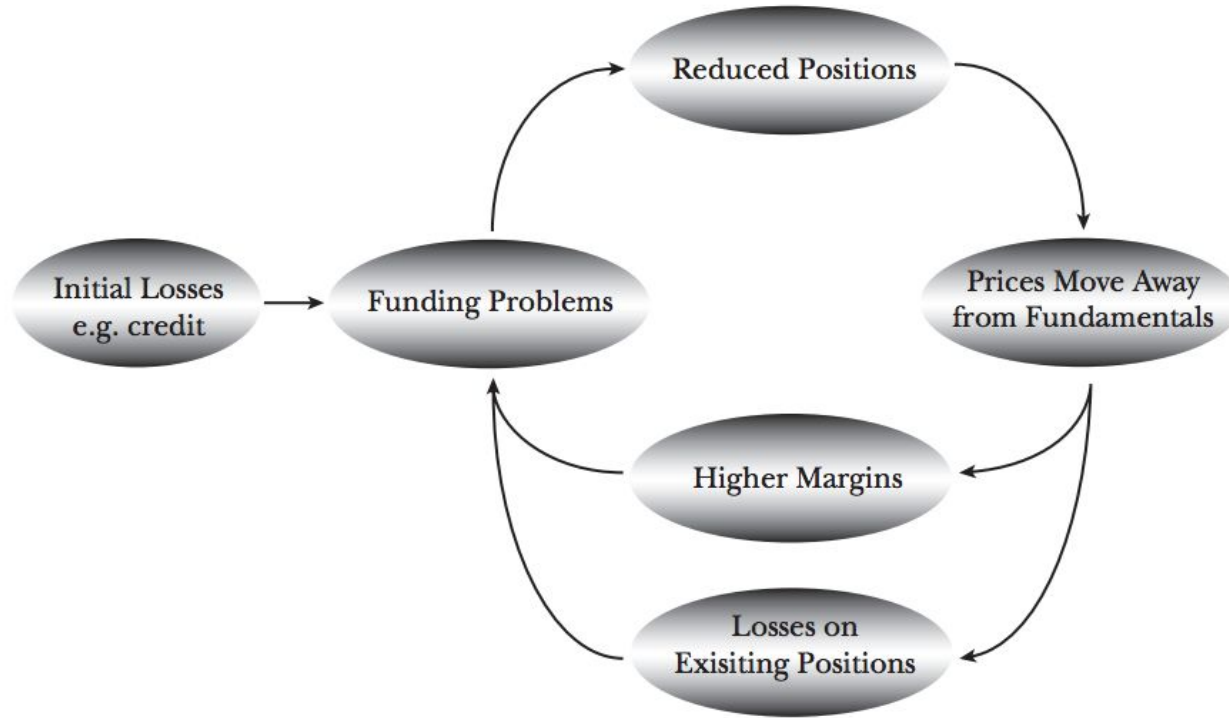 Reduced Positions
Initial Losses
e.g. credit
Funding Problems
Prices Move Away
from Fundamentals
Higher Margins
Losses on
Exisiting Positions